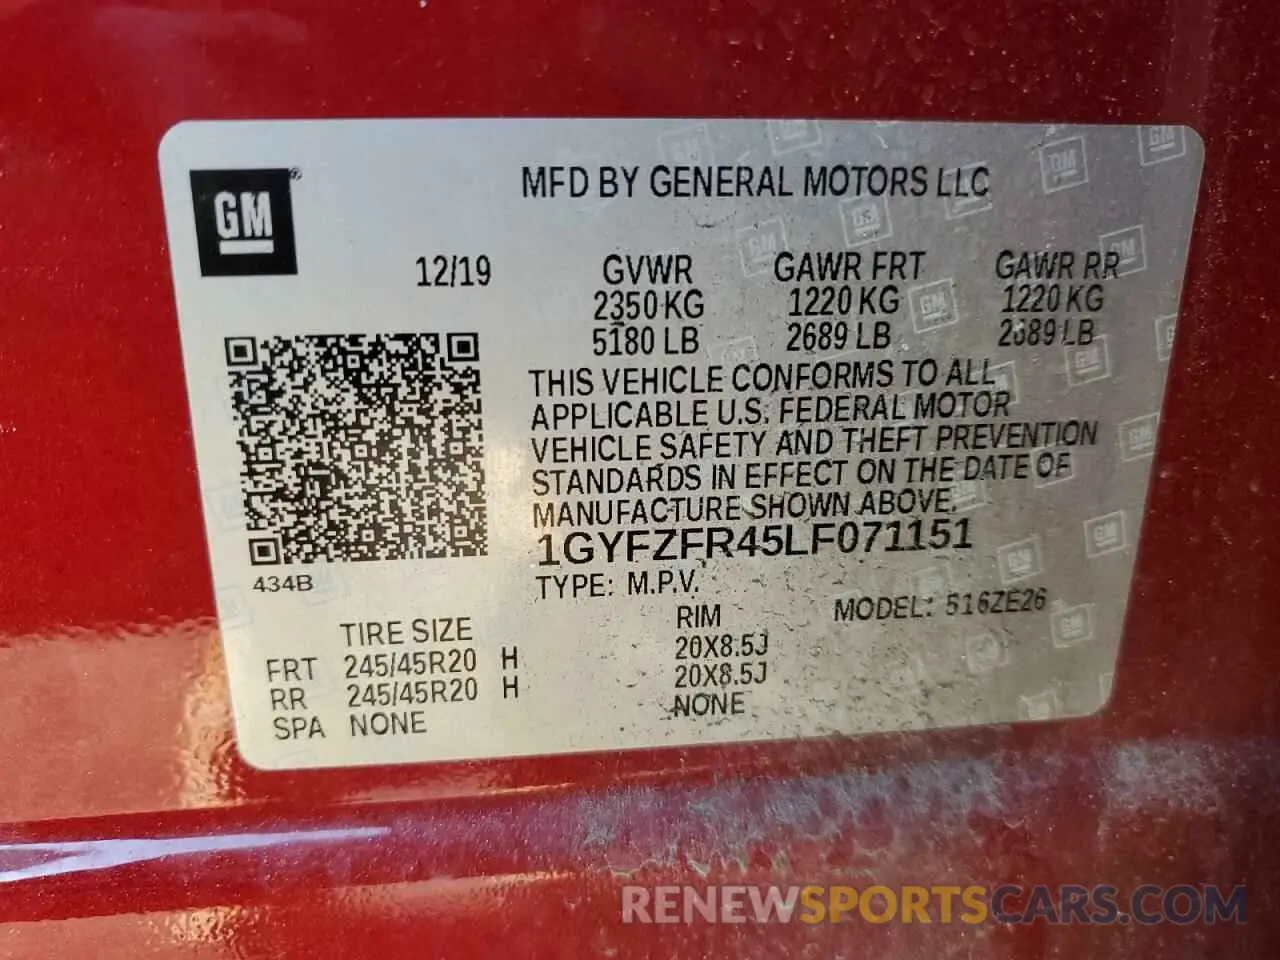 GM®
MFD BY GENERAL MOTORS LLC
12/19 GVWR GAWR FRT GAWR RR
2350 KG 1220 KG 1220 KG
5180 LB 2689 LB 2689 LB
THIS VEHICLE CONFORMS TO ALL
APPLICABLE U.S. FEDERAL MOTOR
VEHICLE SAFETY AND THEFT PREVENTION
STANDARDS IN EFFECT ON THE DATE OF
MANUFACTURE SHOWN ABOVE.
1GYFZFR45LF071151
434B
TYPE: M.P.V.
MODEL: 516ZE26
TIRE SIZE RIM
FRT 245/45R20 H 20X8.5J
RR 245/45R20 H 20X8.5J
SPA NONE NONE
RENEWSPORTSCARS.COM